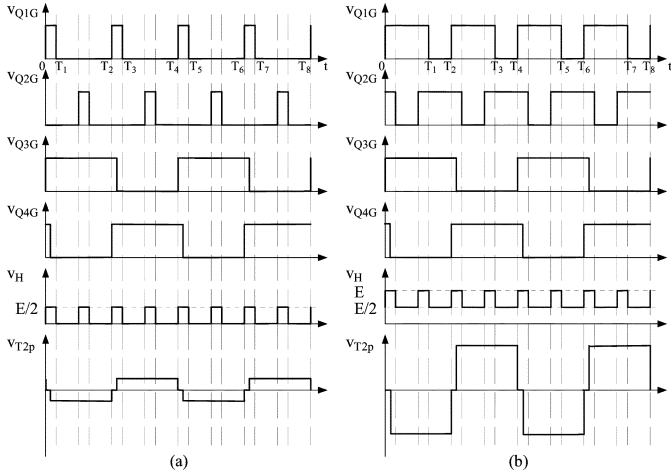 vQ1G
0 T1 T2 T3 T4 T5 T6 T7 T8 t
vQ2G
vQ3G
vQ4G
vH
E/2
vT2p
(a)
vQ1G
0 T1 T2 T3 T4 T5 T6 T7 T8 t
vQ2G
vQ3G
vQ4G
vH
E
E/2
vT2p
(b)